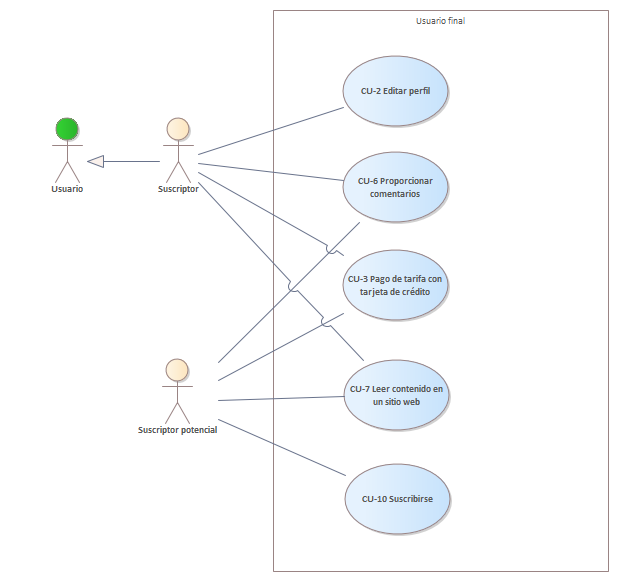 Usuario final
CU-2 Editar perfil
Usuario
Suscriptor
CU-6 Proporcionar
comentarios
CU-3 Pago de tarifa con
tarjeta de crédito
CU-7 Leer contenido en
un sitio web
Suscriptor potencial
CU-10 Suscribirse